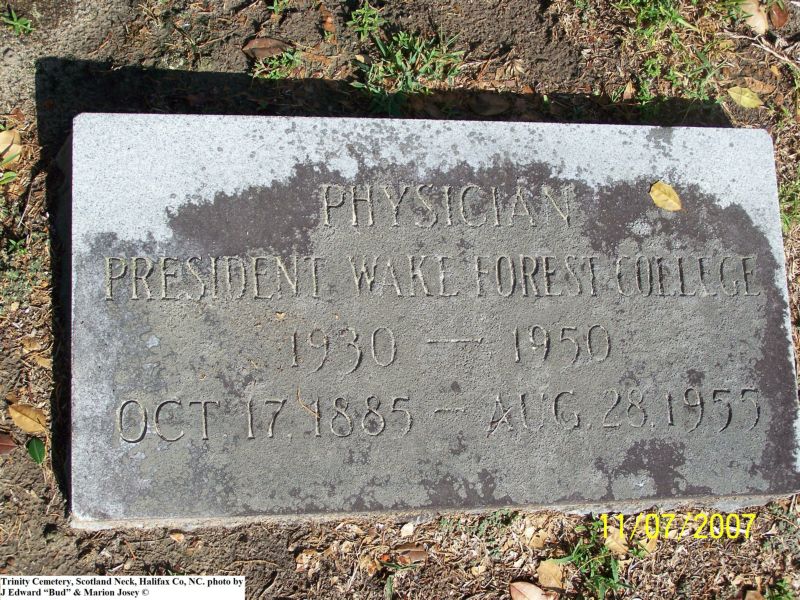 PHYSICIAN
PRESIDENT WAKE FOREST COLLEGE
1930 — 1950
OCT. 17, 1885 — AUG. 28, 1955
11/07/2007
Trinity Cemetery, Scotland Neck, Halifax Co, NC. photo by
J Edward “Bud” & Marion Josey ©